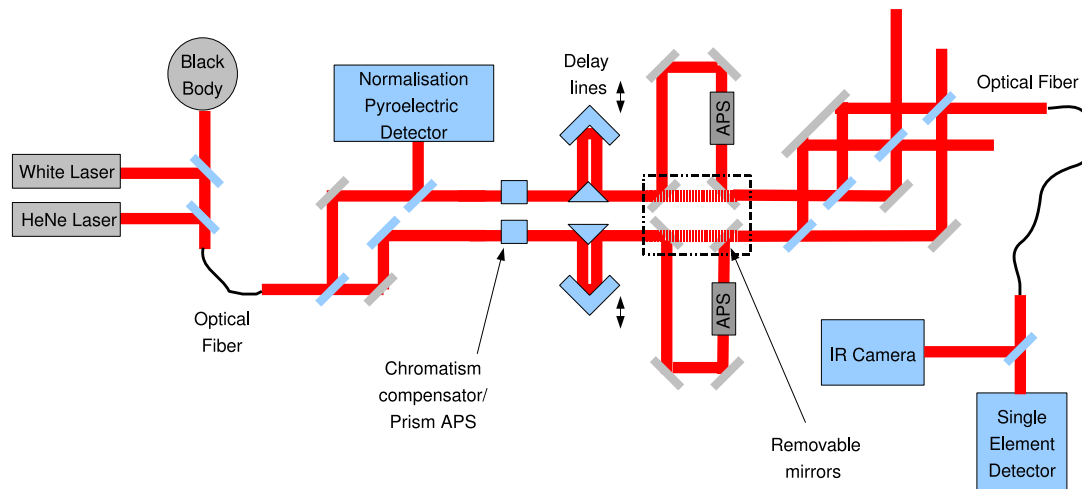 Black
Body
White Laser
HeNe Laser
Optical
Fiber
Normalisation
Pyroelectric
Detector
Delay
lines
Chromatism
compensator/
Prism APS
APS
APS
Removable
mirrors
Optical Fiber
IR Camera
Single
Element
Detector